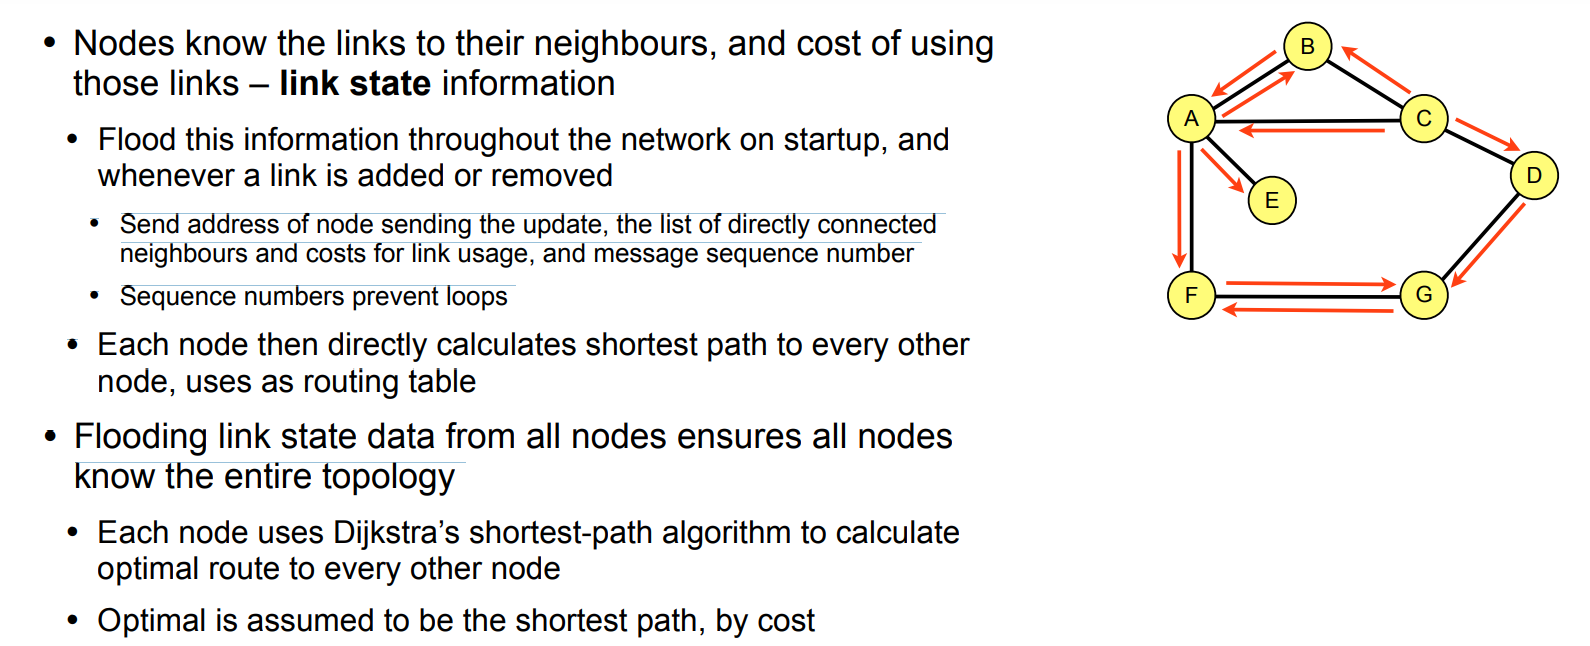 • Nodes know the links to their neighbours, and cost of using
those links – link state information
• Flood this information throughout the network on startup, and
whenever a link is added or removed
• Send address of node sending the update, the list of directly connected
neighbours and costs for link usage, and message sequence number
• Sequence numbers prevent loops
• Each node then directly calculates shortest path to every other
node, uses as routing table
• Flooding link state data from all nodes ensures all nodes
know the entire topology
• Each node uses Dijkstra’s shortest-path algorithm to calculate
optimal route to every other node
• Optimal is assumed to be the shortest path, by cost
B
A
C
D
E
F
G